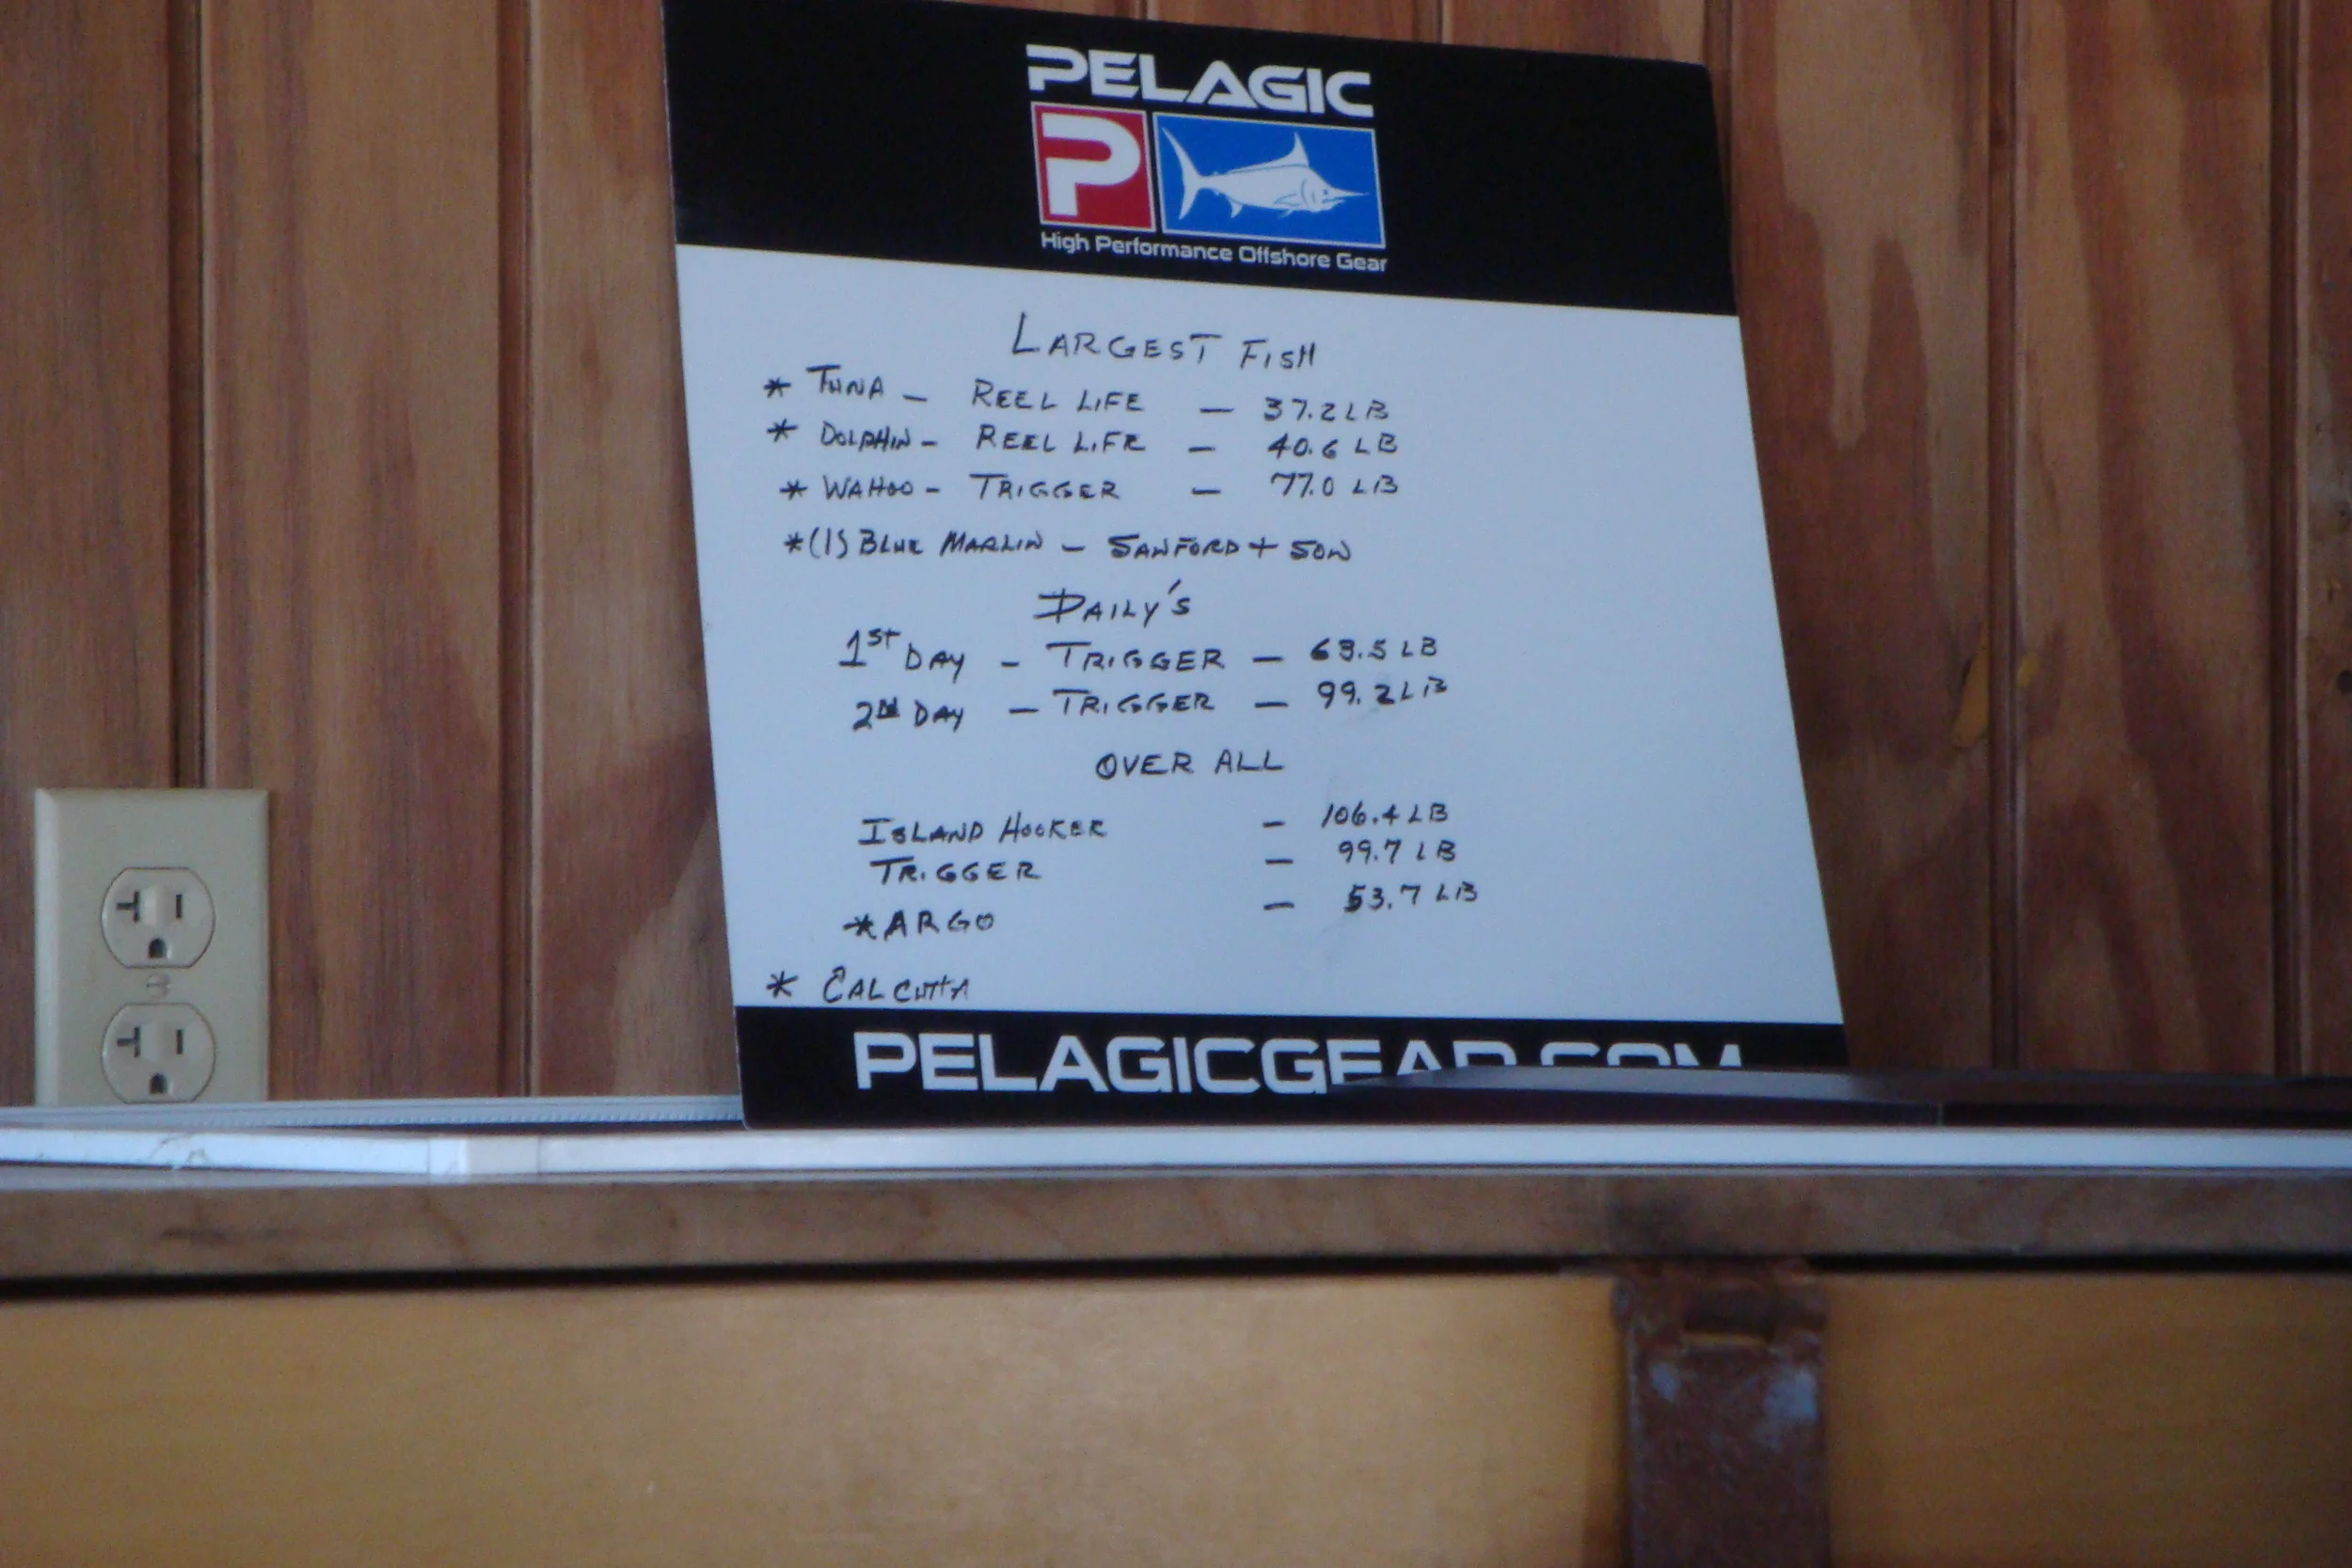 PELAGIC
P
High Performance Offshore Gear
LARGEST FISH
* TUNA - REEL LIFE - 37.2 LB
* DOLPHIN - REEL LIFE - 40.6 LB
* WAHOO - TRIGGER - 77.0 LB
* (1) BLUE MARLIN - SANFORD + SON
DAILY'S
1ST DAY - TRIGGER - 63.5 LB
2ND DAY - TRIGGER - 99.2 LB
OVER ALL
ISLAND HOOKER - 106.4 LB
TRIGGER - 99.7 LB
*ARGO - 53.7 LB
* CALCUTTA
PELAGICGEAR.COM